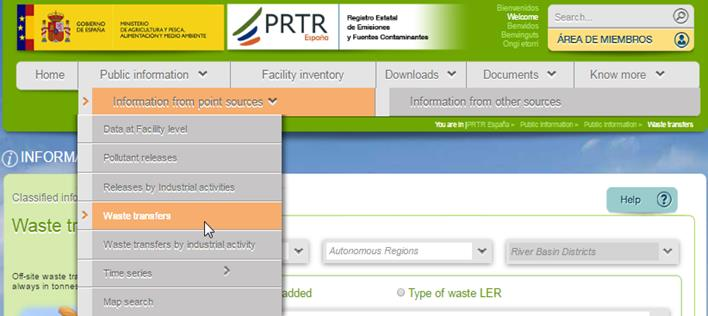 GOBIERNO
DE ESPAÑA
MINISTERIO
DE AGRICULTURA Y PESCA,
ALIMENTACIÓN Y MEDIO AMBIENTE
PRTR
España
Registro Estatal
de Emisiones
y Fuentes Contaminantes
Bienvenidos
Welcome
Benvidos
Benvinguts
Ongi etorri
Search...
ÁREA DE MIEMBROS
Home
Public information
Facility inventory
Downloads
Documents
Know more
Information from point sources
Information from other sources
You are in |PRTR España » Public Information » Public Information » Waste transfers
INFORMA
Data at Facility level
Pollutant releases
Releases by Industrial activities
Waste transfers
Waste transfers by industrial activity
Time series
Map search
Classified info
Help
Waste tr
Autonomous Regions
River Basin Districts
Off-site waste tra
always in tonnes
added
Type of waste LER